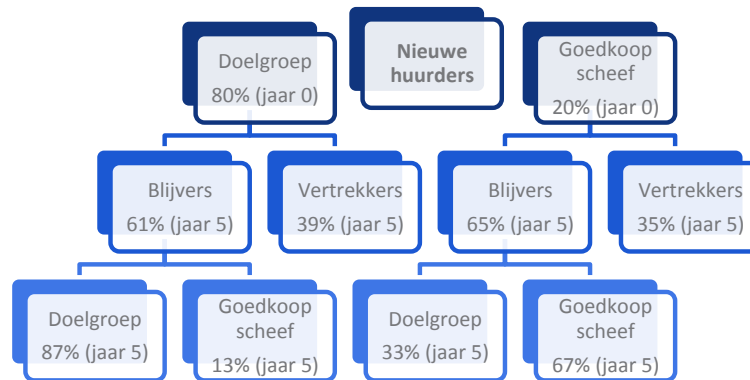 Doelgroep
80% (jaar 0)
Nieuwe
huurders
Goedkoop
scheef
20% (jaar 0)
Blijvers
61% (jaar 5)
Vertrekkers
39% (jaar 5)
Blijvers
65% (jaar 5)
Vertrekkers
35% (jaar 5)
Doelgroep
87% (jaar 5)
Goedkoop
scheef
13% (jaar 5)
Doelgroep
33% (jaar 5)
Goedkoop
scheef
67% (jaar 5)